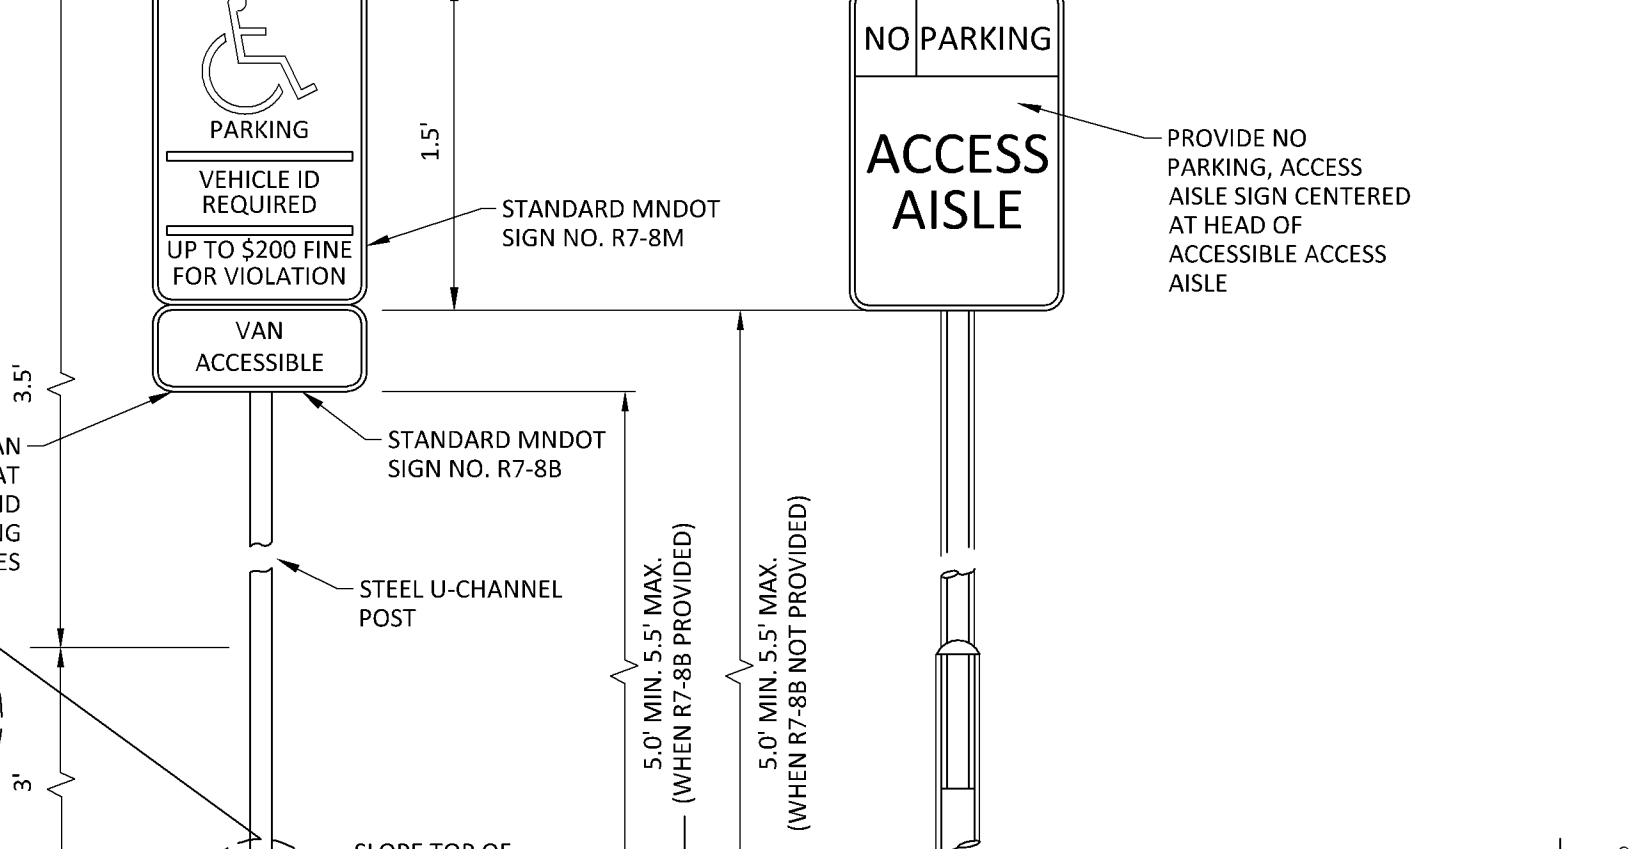 PARKING
VEHICLE ID
REQUIRED
UP TO $200 FINE
FOR VIOLATION
VAN
ACCESSIBLE
1.5'
STANDARD MNDOT
SIGN NO. R7-8M
NO PARKING
ACCESS
AISLE
PROVIDE NO
PARKING, ACCESS
AISLE SIGN CENTERED
AT HEAD OF
ACCESSIBLE ACCESS
AISLE
3.5'
STANDARD MNDOT
SIGN NO. R7-8B
STEEL U-CHANNEL
POST
5.0' MIN. 5.5' MAX.
(WHEN R7-8B PROVIDED)
5.0' MIN. 5.5' MAX.
(WHEN R7-8B NOT PROVIDED)
3'
SLOPE TOP OF